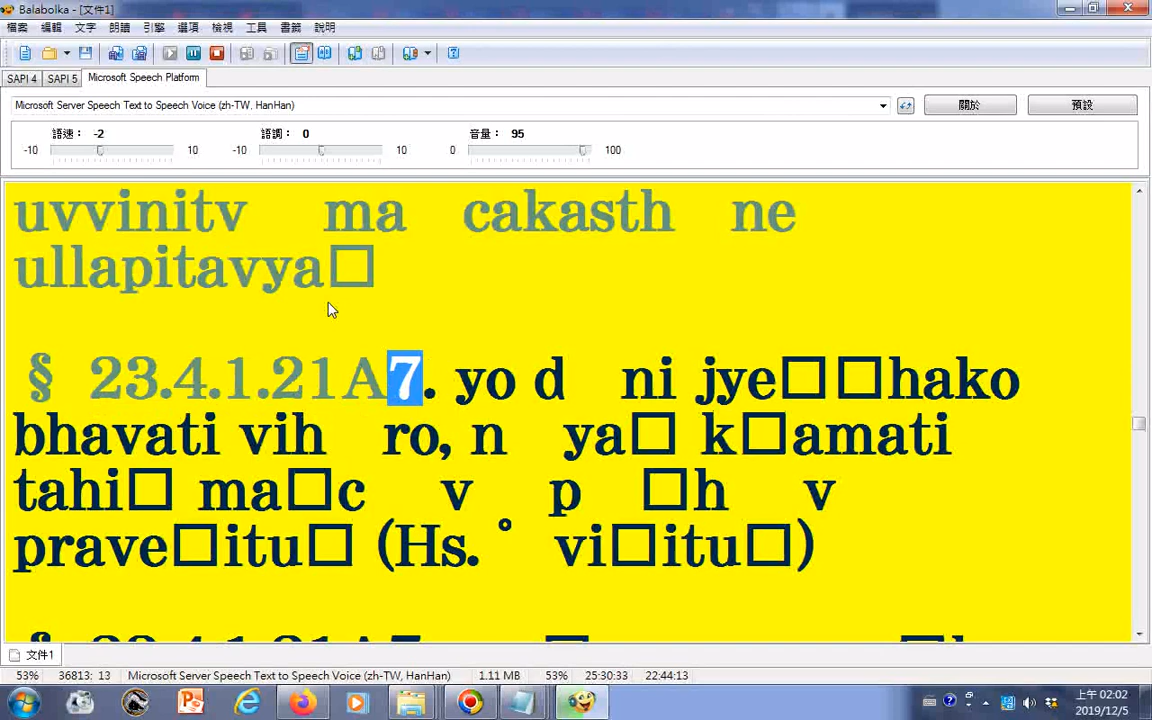 Balabolka - [文件1]
檔案 編輯 文字 朗讀 引擎 選項 檢視 工具 書籤 說明
SAPI 4 SAPI 5 Microsoft Speech Platform
Microsoft Server Speech Text to Speech Voice (zh-TW, HanHan) 關於 預設
語速： -2 語調： 0 音量： 95
-10 10 -10 10 0 100
uvvinitv ma cakasth ne
ullapitavya□
§ 23.4.1.21A7. yo d ni jye□□hako
bhavati vih ro, n ya□ k□amati
tahi□ ma□c v p □h v
prave□itu□ (Hs. ° vi□itu□)
§ 23.4.1.21A7.
文件1
53% 36813: 13 Microsoft Server Speech Text to Speech Voice (zh-TW, HanHan) 1.11 MB 53% 25:30:33 22:44:13
上午 02:02
2019/12/5